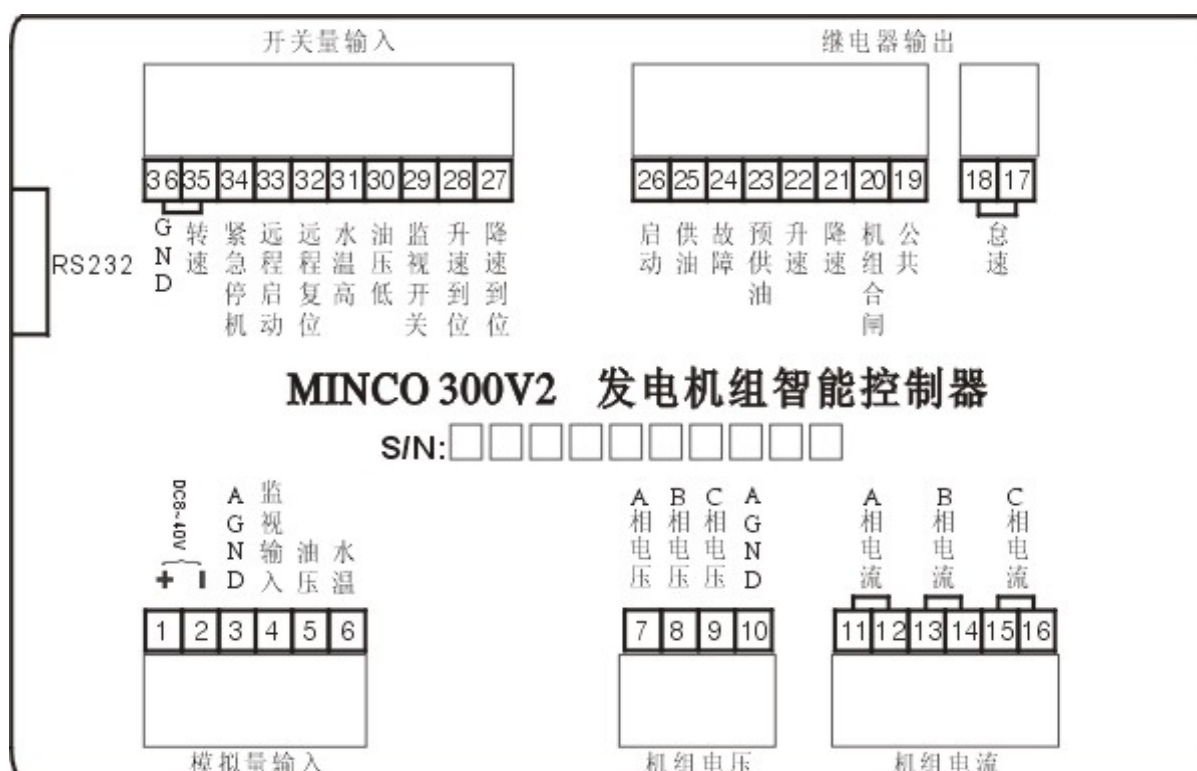 开关量输入
继电器输出
36 35 34 33 32 31 30 29 28 27
26 25 24 23 22 21 20 19
18 17
GND
转速
紧急停机
远程启动
远程复位
水温高
油压低
监视开关
升速到位
降速到位
启动
供油
故障
预供油
升速
降速
机组合闸
公共
怠速
RS232
MINCO 300V2 发电机组智能控制器
S/N:
DC8~40V
+
-
AGND
监视输入
油压
水温
A相电压
B相电压
C相电压
AGND
A相电流
B相电流
C相电流
1 2 3 4 5 6
7 8 9 10
11 12 13 14 15 16
模拟量输入
机组电压
机组电流